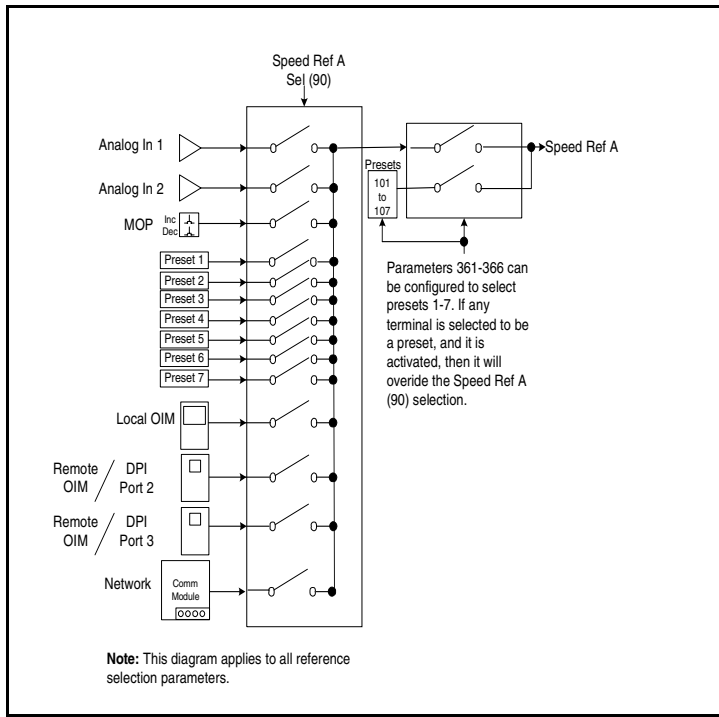 Speed Ref A
Sel (90)
Analog In 1
Analog In 2
MOP
Inc
Dec
Preset 1
Preset 2
Preset 3
Preset 4
Preset 5
Preset 6
Preset 7
Local OIM
Remote
OIM
DPI
Port 2
Remote
OIM
DPI
Port 3
Network
Comm
Module
Presets
101
to
107
Speed Ref A
Parameters 361-366 can
be configured to select
presets 1-7. If any
terminal is selected to be
a preset, and it is
activated, then it will
overide the Speed Ref A
(90) selection.
Note: This diagram applies to all reference
selection parameters.